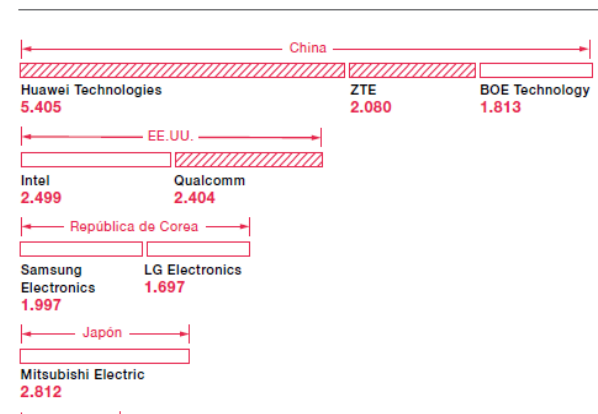 China
Huawei Technologies
5.405
ZTE
2.080
BOE Technology
1.813
EE.UU.
Intel
2.499
Qualcomm
2.404
República de Corea
Samsung
Electronics
1.997
LG Electronics
1.697
Japón
Mitsubishi Electric
2.812